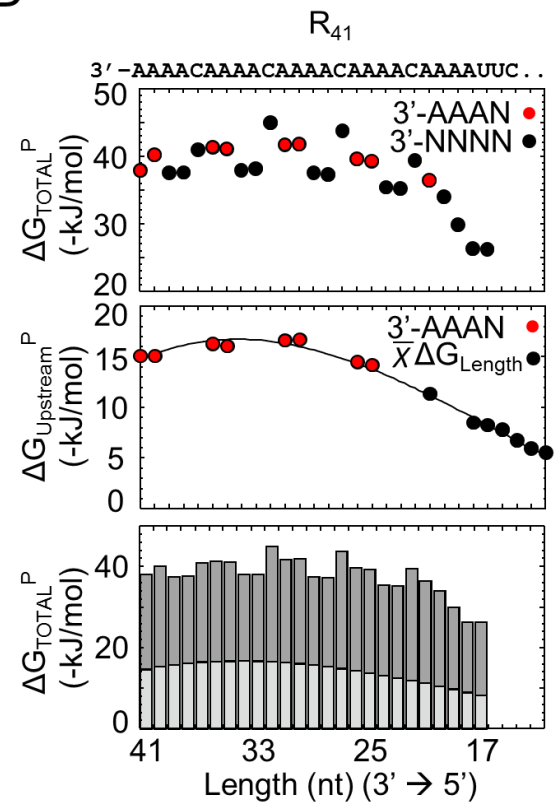 R41
3'-AAAACAAAACAAAACAAAACAAAAUUC..
50
40
30
20
ΔGTOTALP
(-kJ/mol)
3'-AAAN
3'-NNNN
20
15
10
5
0
ΔGUpstreamP
(-kJ/mol)
3'-AAAN
x̅ΔGLength
40
20
0
ΔGTOTALP
(-kJ/mol)
41 33 25 17
Length (nt) (3' → 5')